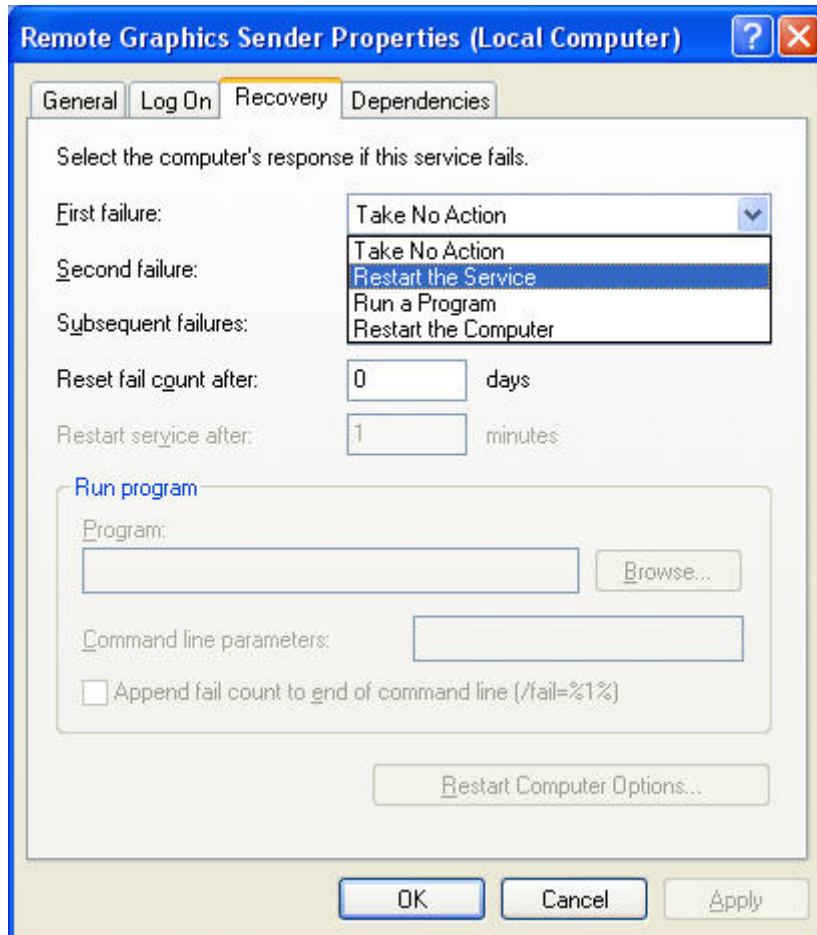 Remote Graphics Sender Properties (Local Computer)
General Log On Recovery Dependencies
Select the computer's response if this service fails.
First failure: Take No Action
Take No Action
Second failure: Restart the Service
Run a Program
Subsequent failures: Restart the Computer
Reset fail count after: 0 days
Restart service after: 1 minutes
Run program
Program:
Browse...
Command line parameters:
Append fail count to end of command line (/fail=%1%)
Restart Computer Options...
OK Cancel Apply